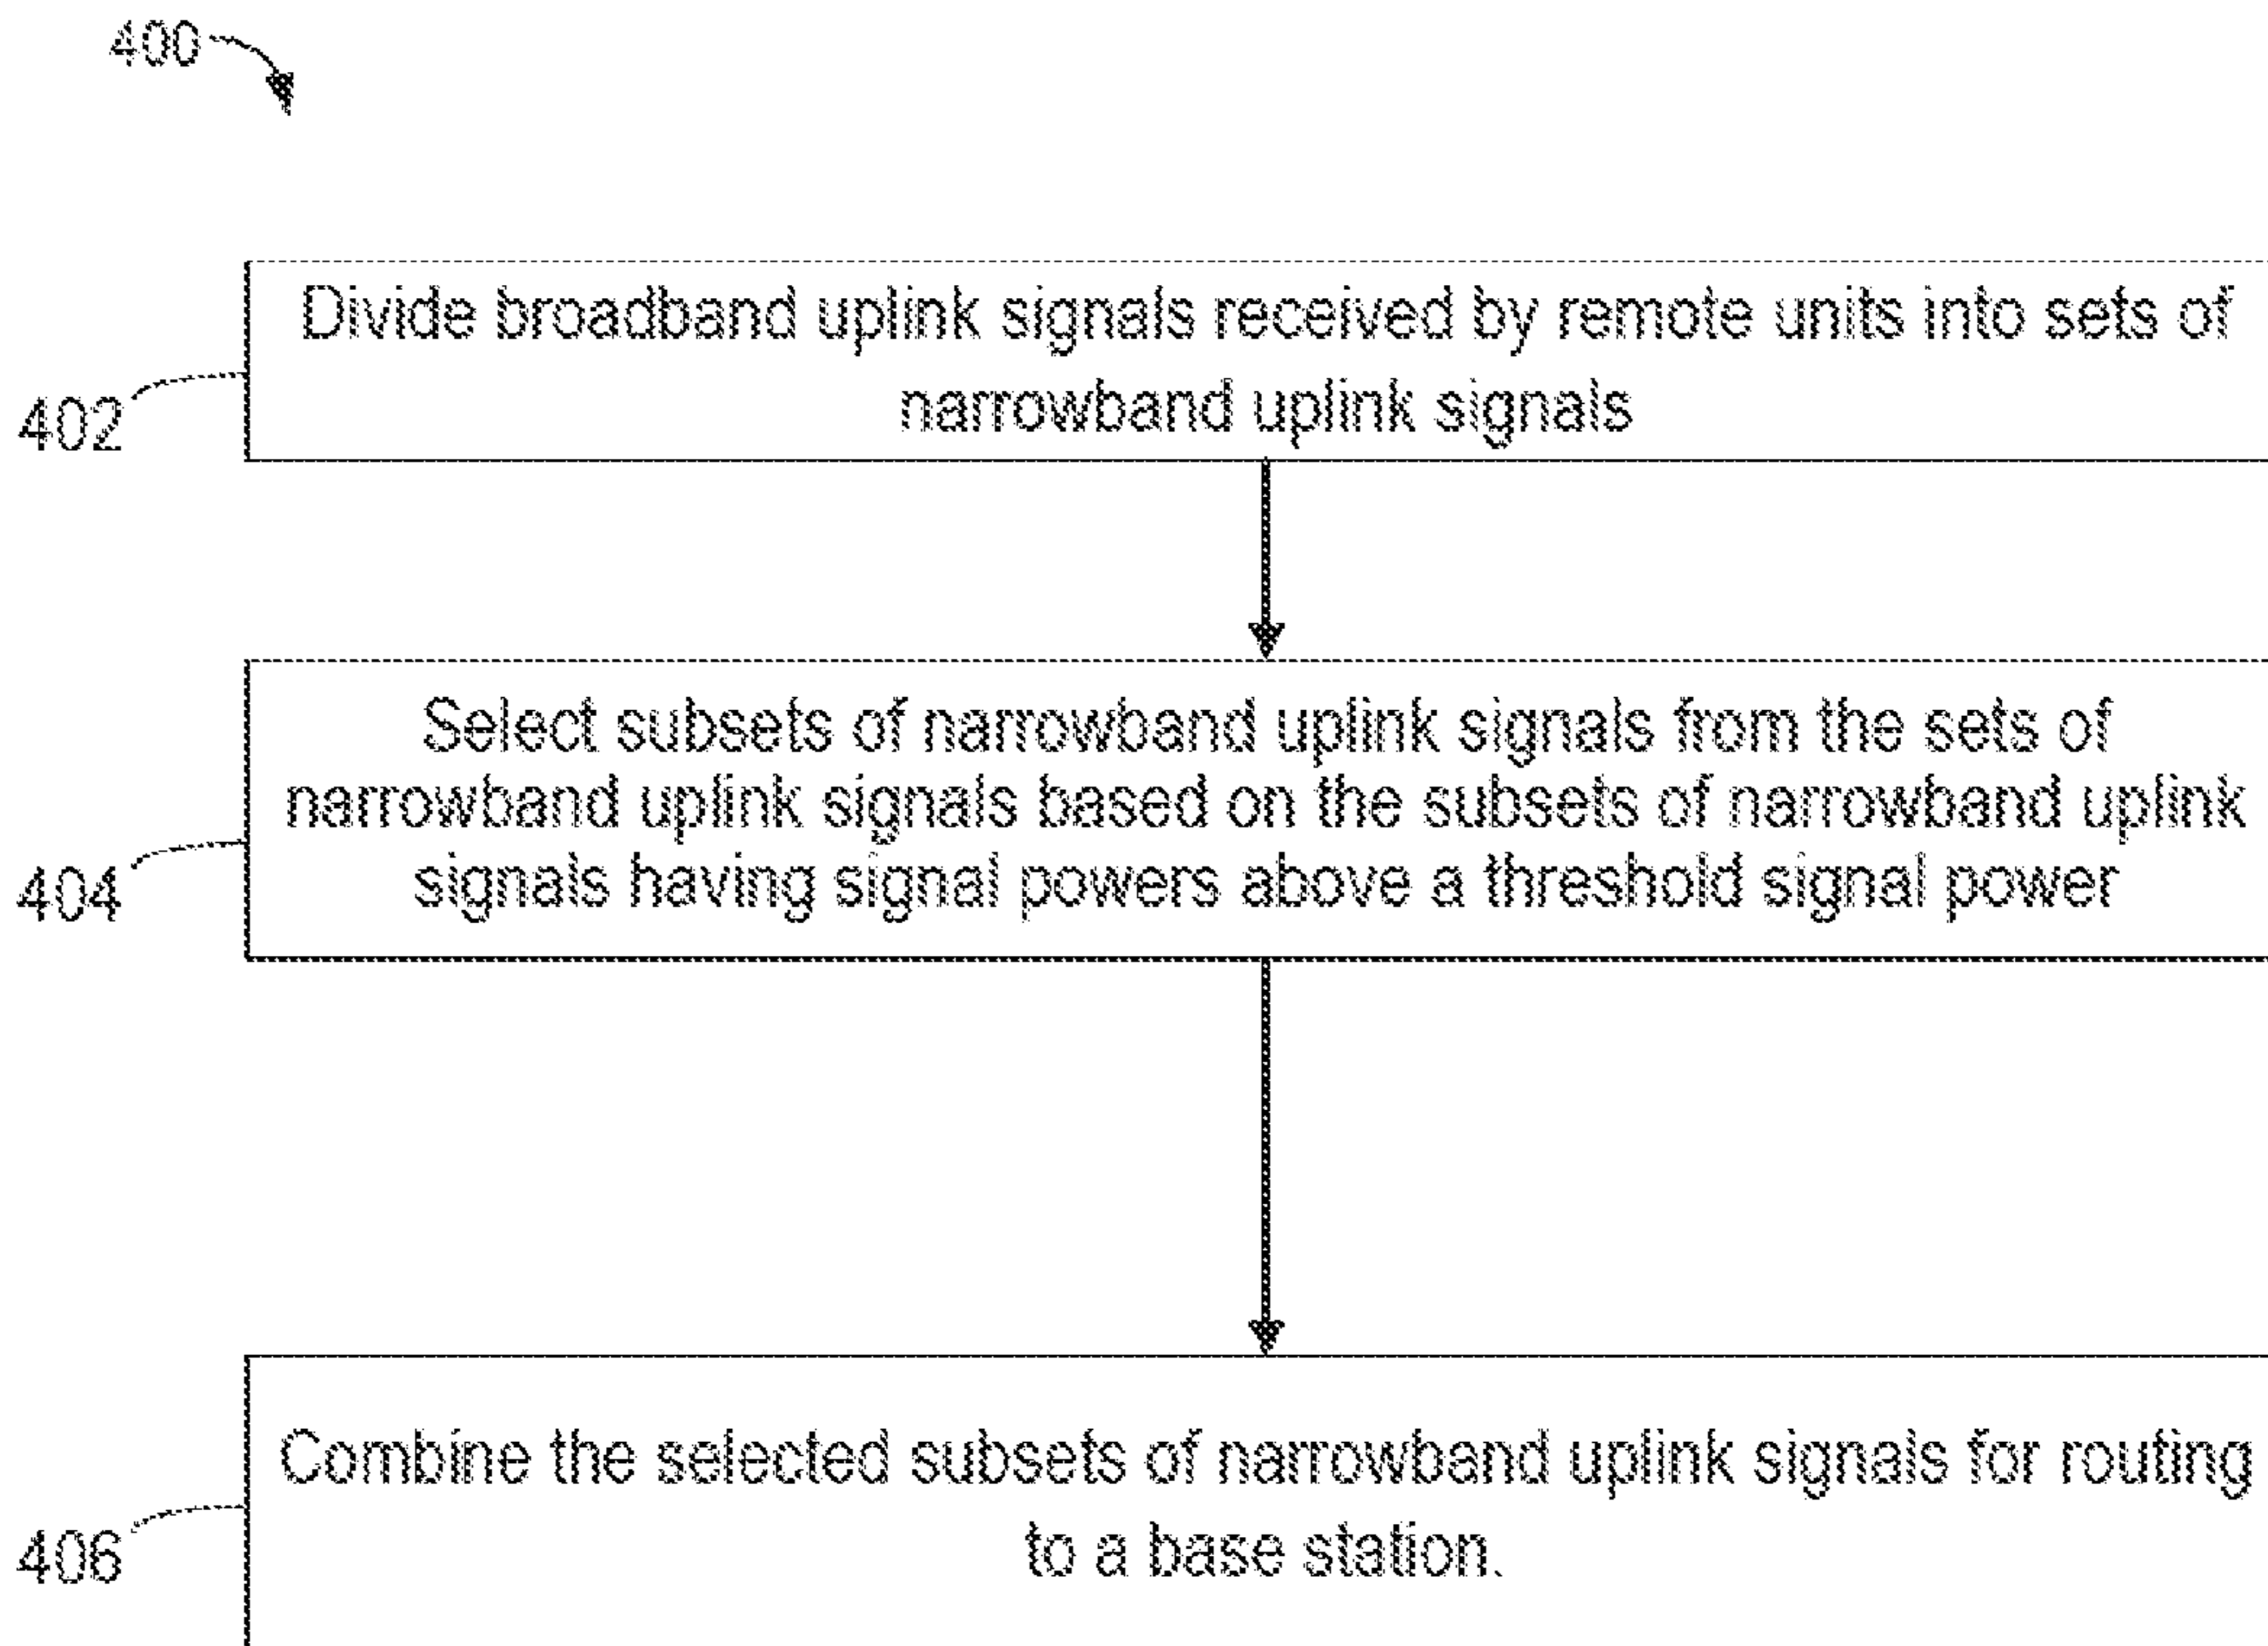 400
Divide broadband uplink signals received by remote units into sets of
narrowband uplink signals
402
Select subsets of narrowband uplink signals from the sets of
narrowband uplink signals based on the subsets of narrowband uplink
signals having signal powers above a threshold signal power
404
Combine the selected subsets of narrowband uplink signals for routing
to a base station.
406